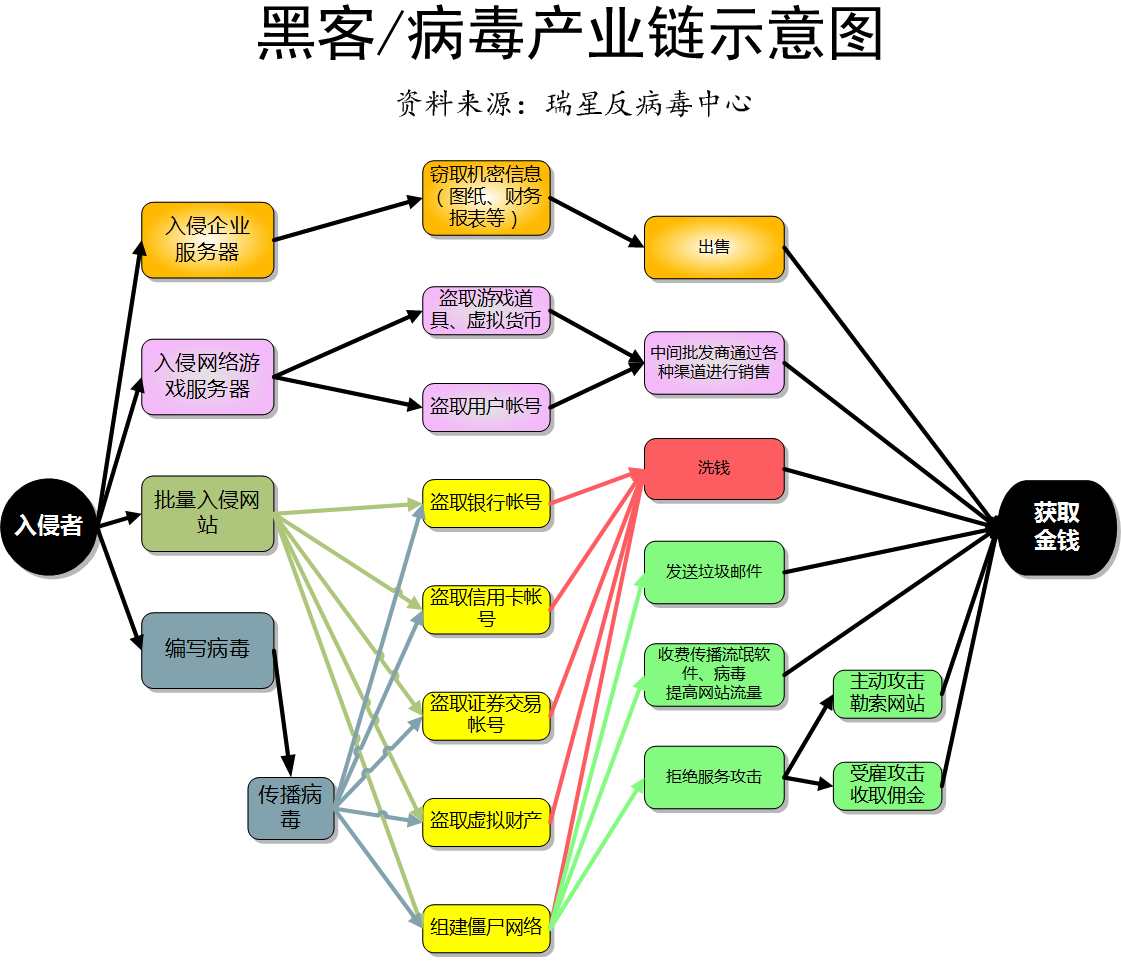 黑客/病毒产业链示意图
资料来源：瑞星反病毒中心
入侵者
入侵企业
服务器
入侵网络游
戏服务器
批量入侵网
站
编写病毒
传播病
毒
窃取机密信息
（图纸、财务
报表等）
盗取游戏道
具、虚拟货币
盗取用户帐号
盗取银行帐号
盗取信用卡帐
号
盗取证券交易
帐号
盗取虚拟财产
组建僵尸网络
出售
中间批发商通过各
种渠道进行销售
洗钱
发送垃圾邮件
收费传播流氓软
件、病毒
提高网站流量
拒绝服务攻击
主动攻击
勒索网站
受雇攻击
收取佣金
获取
金钱